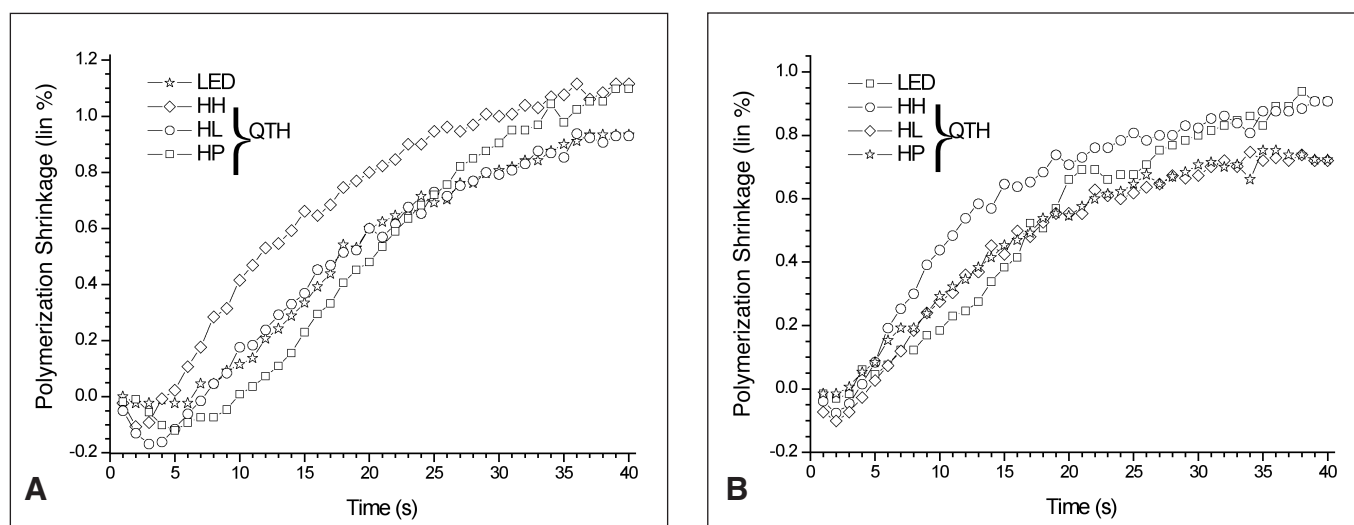 1.2
1.0
0.8
0.6
0.4
0.2
0.0
-0.2
Polymerization Shrinkage (lin %)
LED
HH
HL
HP
QTH
0 5 10 15 20 25 30 35 40
Time (s)
A
1.0
0.8
0.6
0.4
0.2
0.0
-0.2
Polymerization Shrinkage (lin %)
LED
HH
HL
HP
QTH
0 5 10 15 20 25 30 35 40
Time (s)
B